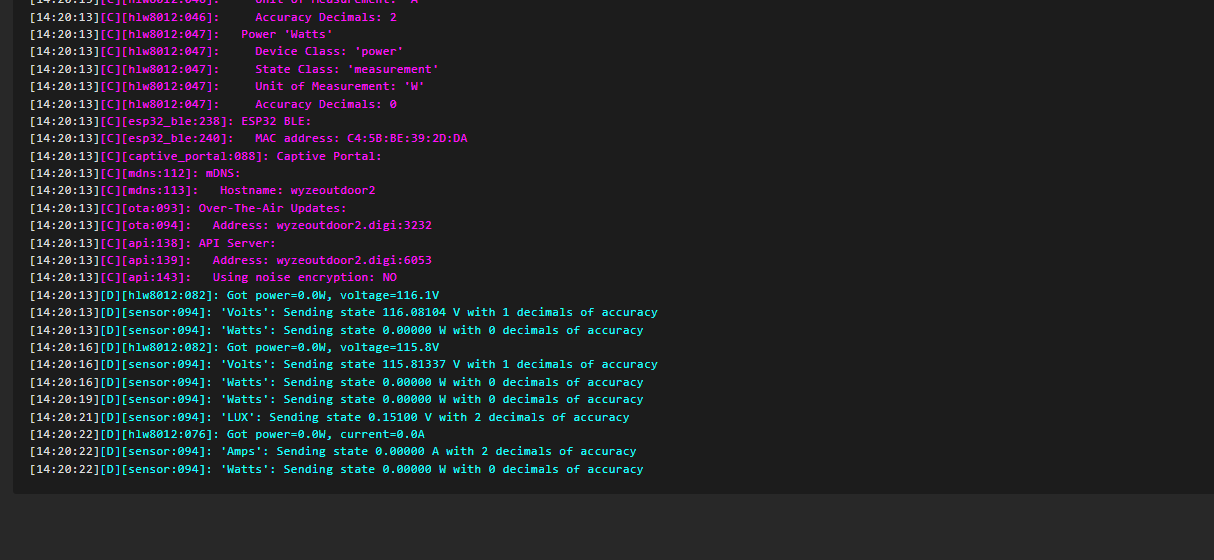 [14:20:13][C][hlw8012:046]:     Unit of Measurement: 'A'
[14:20:13][C][hlw8012:046]:     Accuracy Decimals: 2
[14:20:13][C][hlw8012:047]:   Power 'Watts'
[14:20:13][C][hlw8012:047]:     Device Class: 'power'
[14:20:13][C][hlw8012:047]:     State Class: 'measurement'
[14:20:13][C][hlw8012:047]:     Unit of Measurement: 'W'
[14:20:13][C][hlw8012:047]:     Accuracy Decimals: 0
[14:20:13][C][esp32_ble:238]: ESP32 BLE:
[14:20:13][C][esp32_ble:240]:   MAC address: C4:5B:BE:39:2D:DA
[14:20:13][C][captive_portal:088]: Captive Portal:
[14:20:13][C][mdns:112]: mDNS:
[14:20:13][C][mdns:113]:   Hostname: wyzeoutdoor2
[14:20:13][C][ota:093]: Over-The-Air Updates:
[14:20:13][C][ota:094]:   Address: wyzeoutdoor2.digi:3232
[14:20:13][C][api:138]: API Server:
[14:20:13][C][api:139]:   Address: wyzeoutdoor2.digi:6053
[14:20:13][C][api:143]:   Using noise encryption: NO
[14:20:13][D][hlw8012:082]: Got power=0.0W, voltage=116.1V
[14:20:13][D][sensor:094]: 'Volts': Sending state 116.08104 V with 1 decimals of accuracy
[14:20:13][D][sensor:094]: 'Watts': Sending state 0.00000 W with 0 decimals of accuracy
[14:20:16][D][hlw8012:082]: Got power=0.0W, voltage=115.8V
[14:20:16][D][sensor:094]: 'Volts': Sending state 115.81337 V with 1 decimals of accuracy
[14:20:16][D][sensor:094]: 'Watts': Sending state 0.00000 W with 0 decimals of accuracy
[14:20:19][D][sensor:094]: 'Watts': Sending state 0.00000 W with 0 decimals of accuracy
[14:20:21][D][sensor:094]: 'LUX': Sending state 0.15100 V with 2 decimals of accuracy
[14:20:22][D][hlw8012:076]: Got power=0.0W, current=0.0A
[14:20:22][D][sensor:094]: 'Amps': Sending state 0.00000 A with 2 decimals of accuracy
[14:20:22][D][sensor:094]: 'Watts': Sending state 0.00000 W with 0 decimals of accuracy